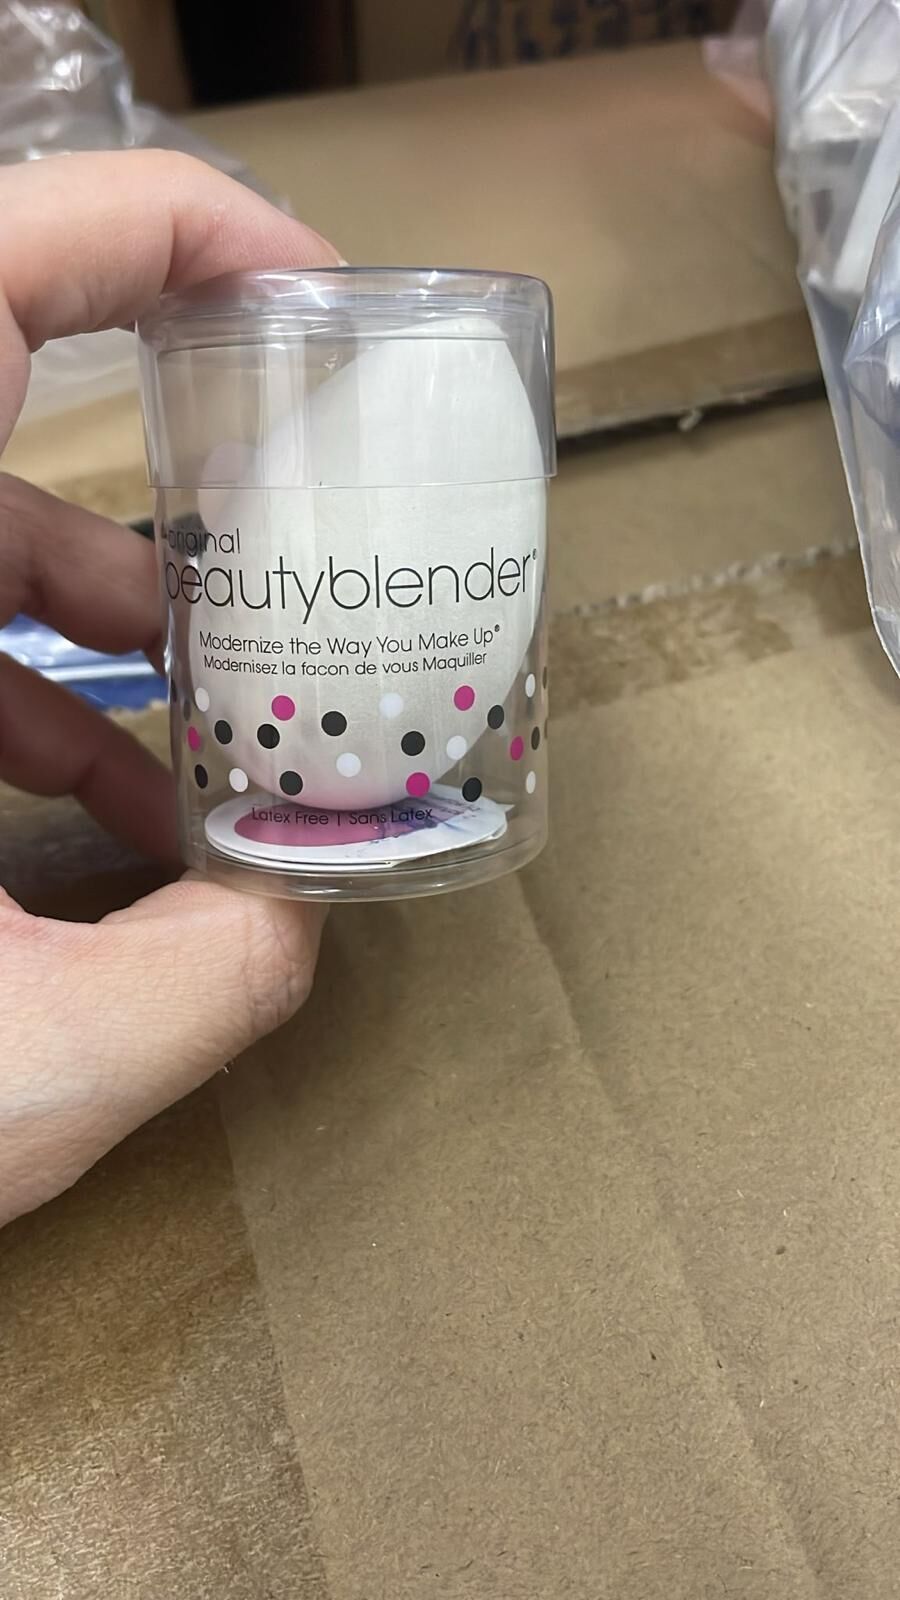 original
beautyblender®
Modernize the Way You Make Up®
Modernisez la facon de vous Maquiller
Latex Free | Sans Latex